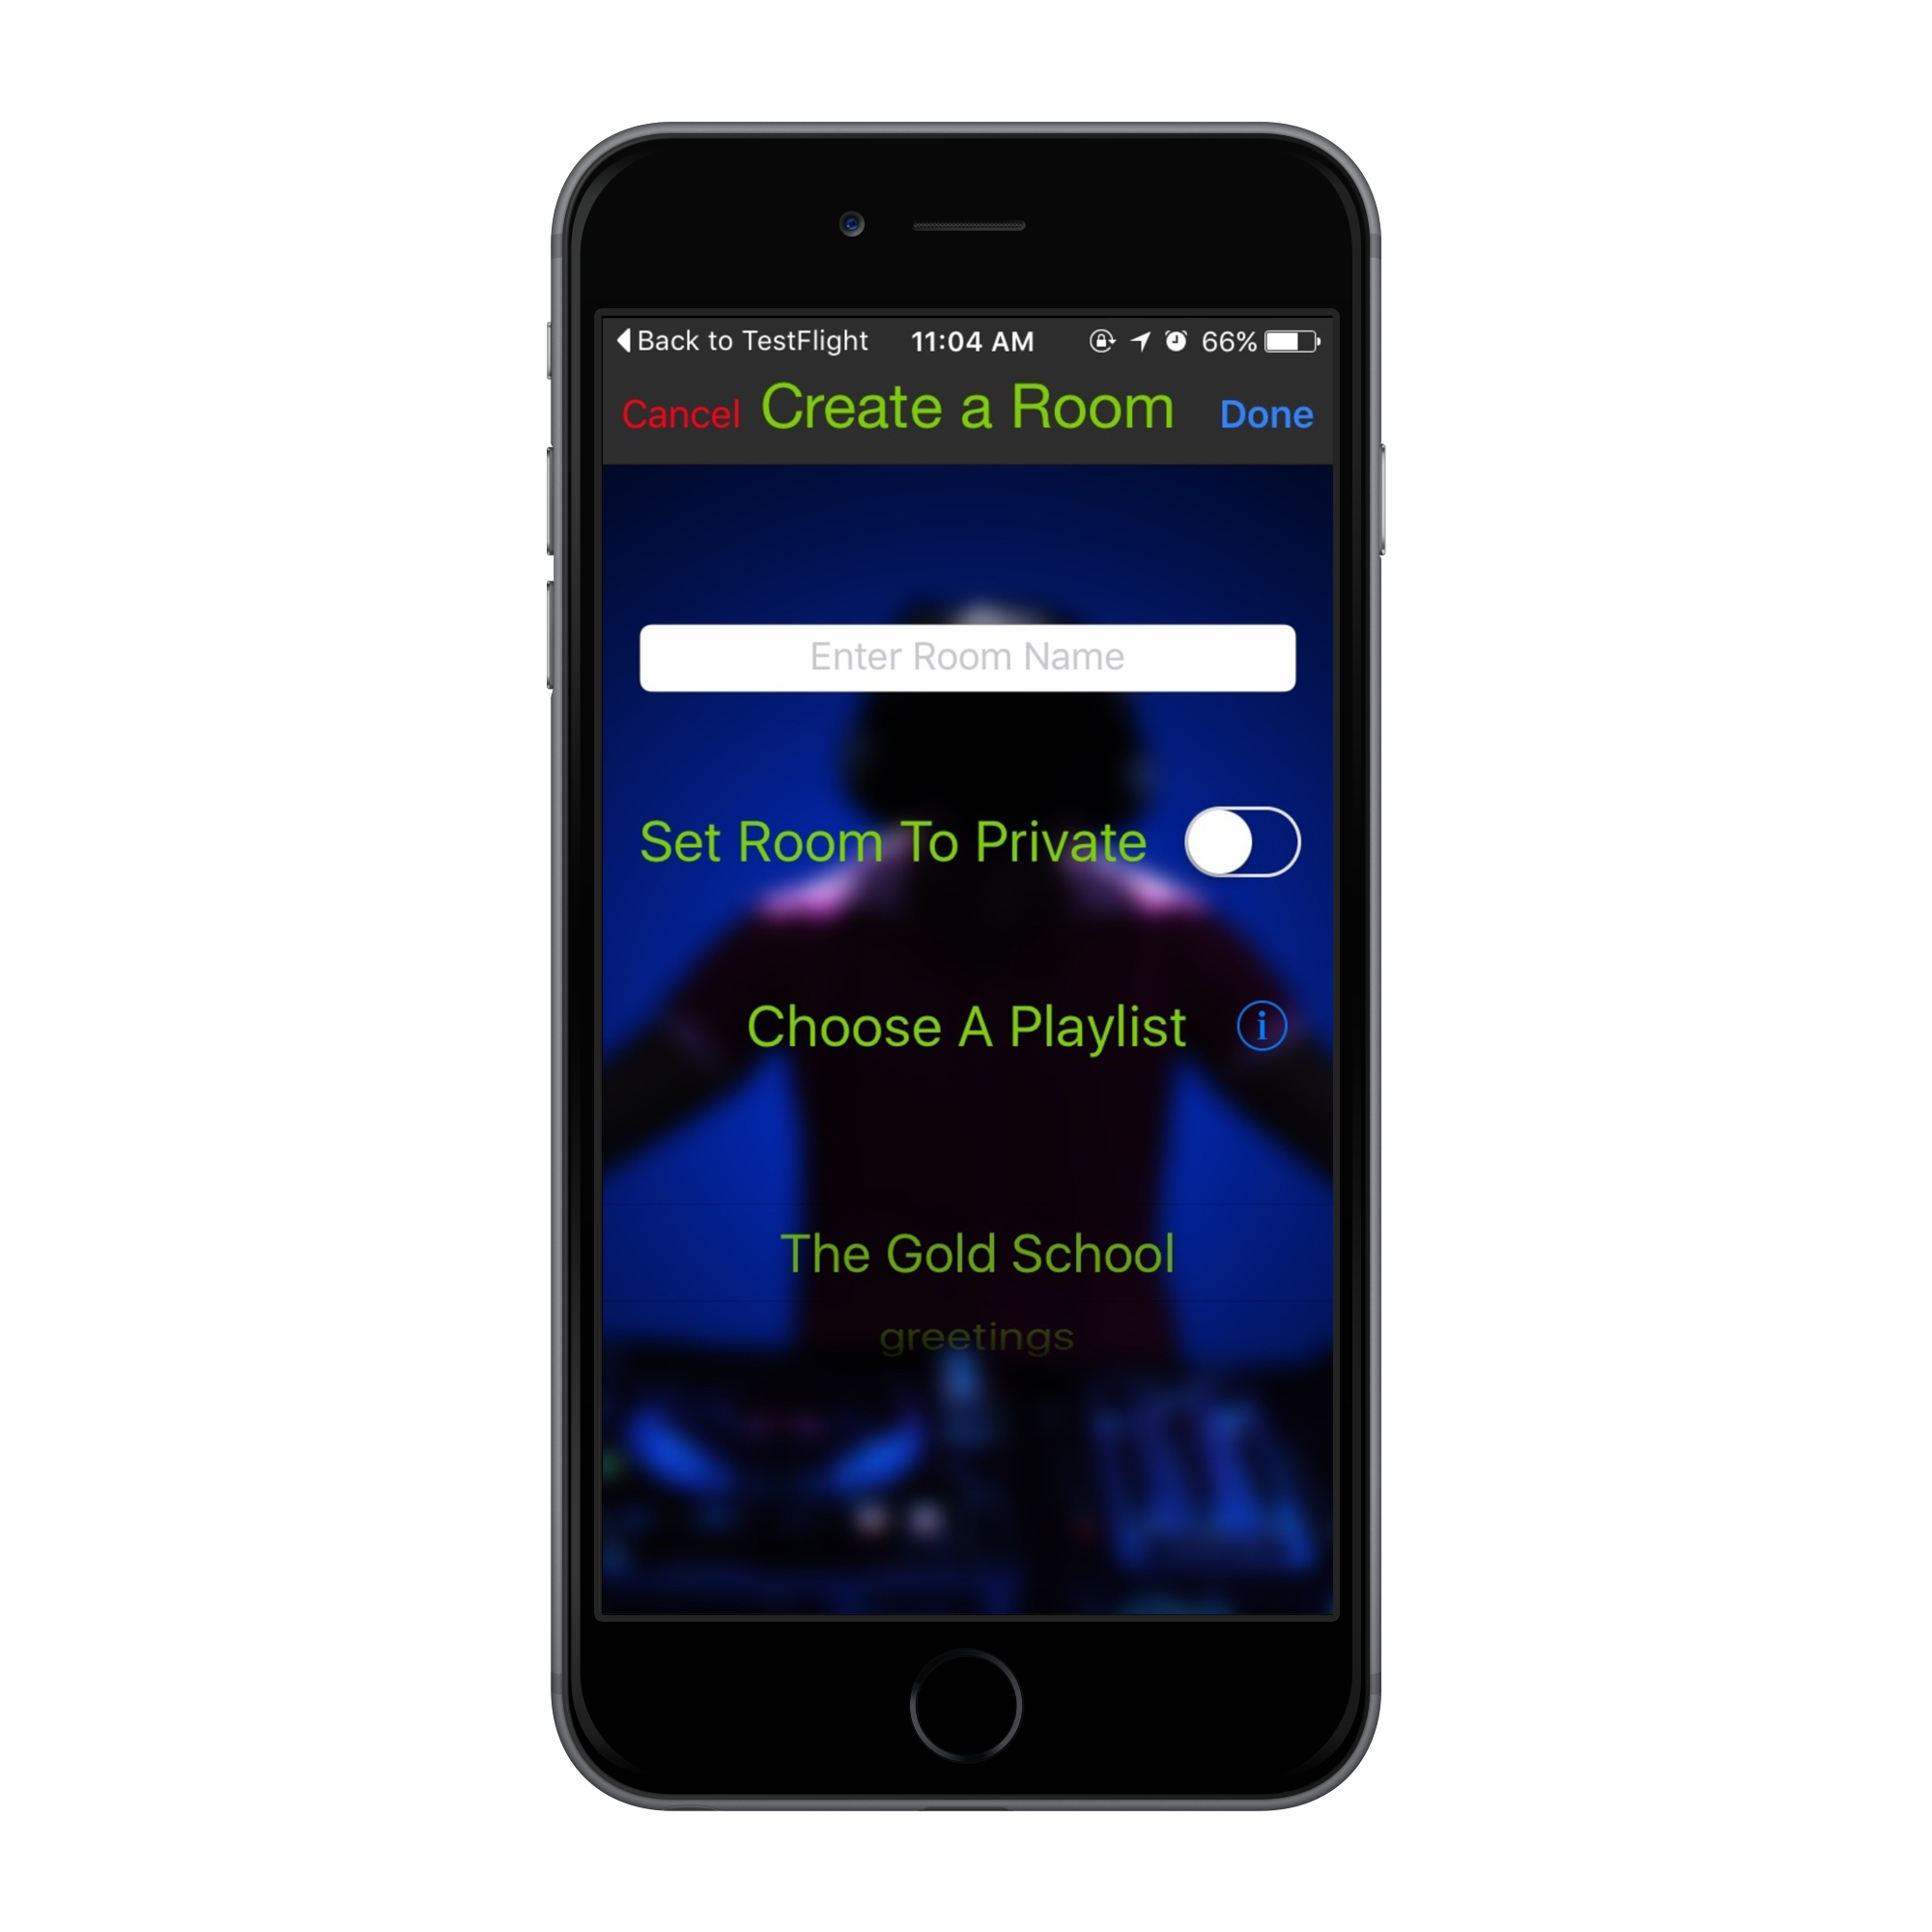 Back to TestFlight 11:04 AM 66%
Cancel Create a Room Done
Enter Room Name
Set Room To Private
Choose A Playlist i
The Gold School
greetings